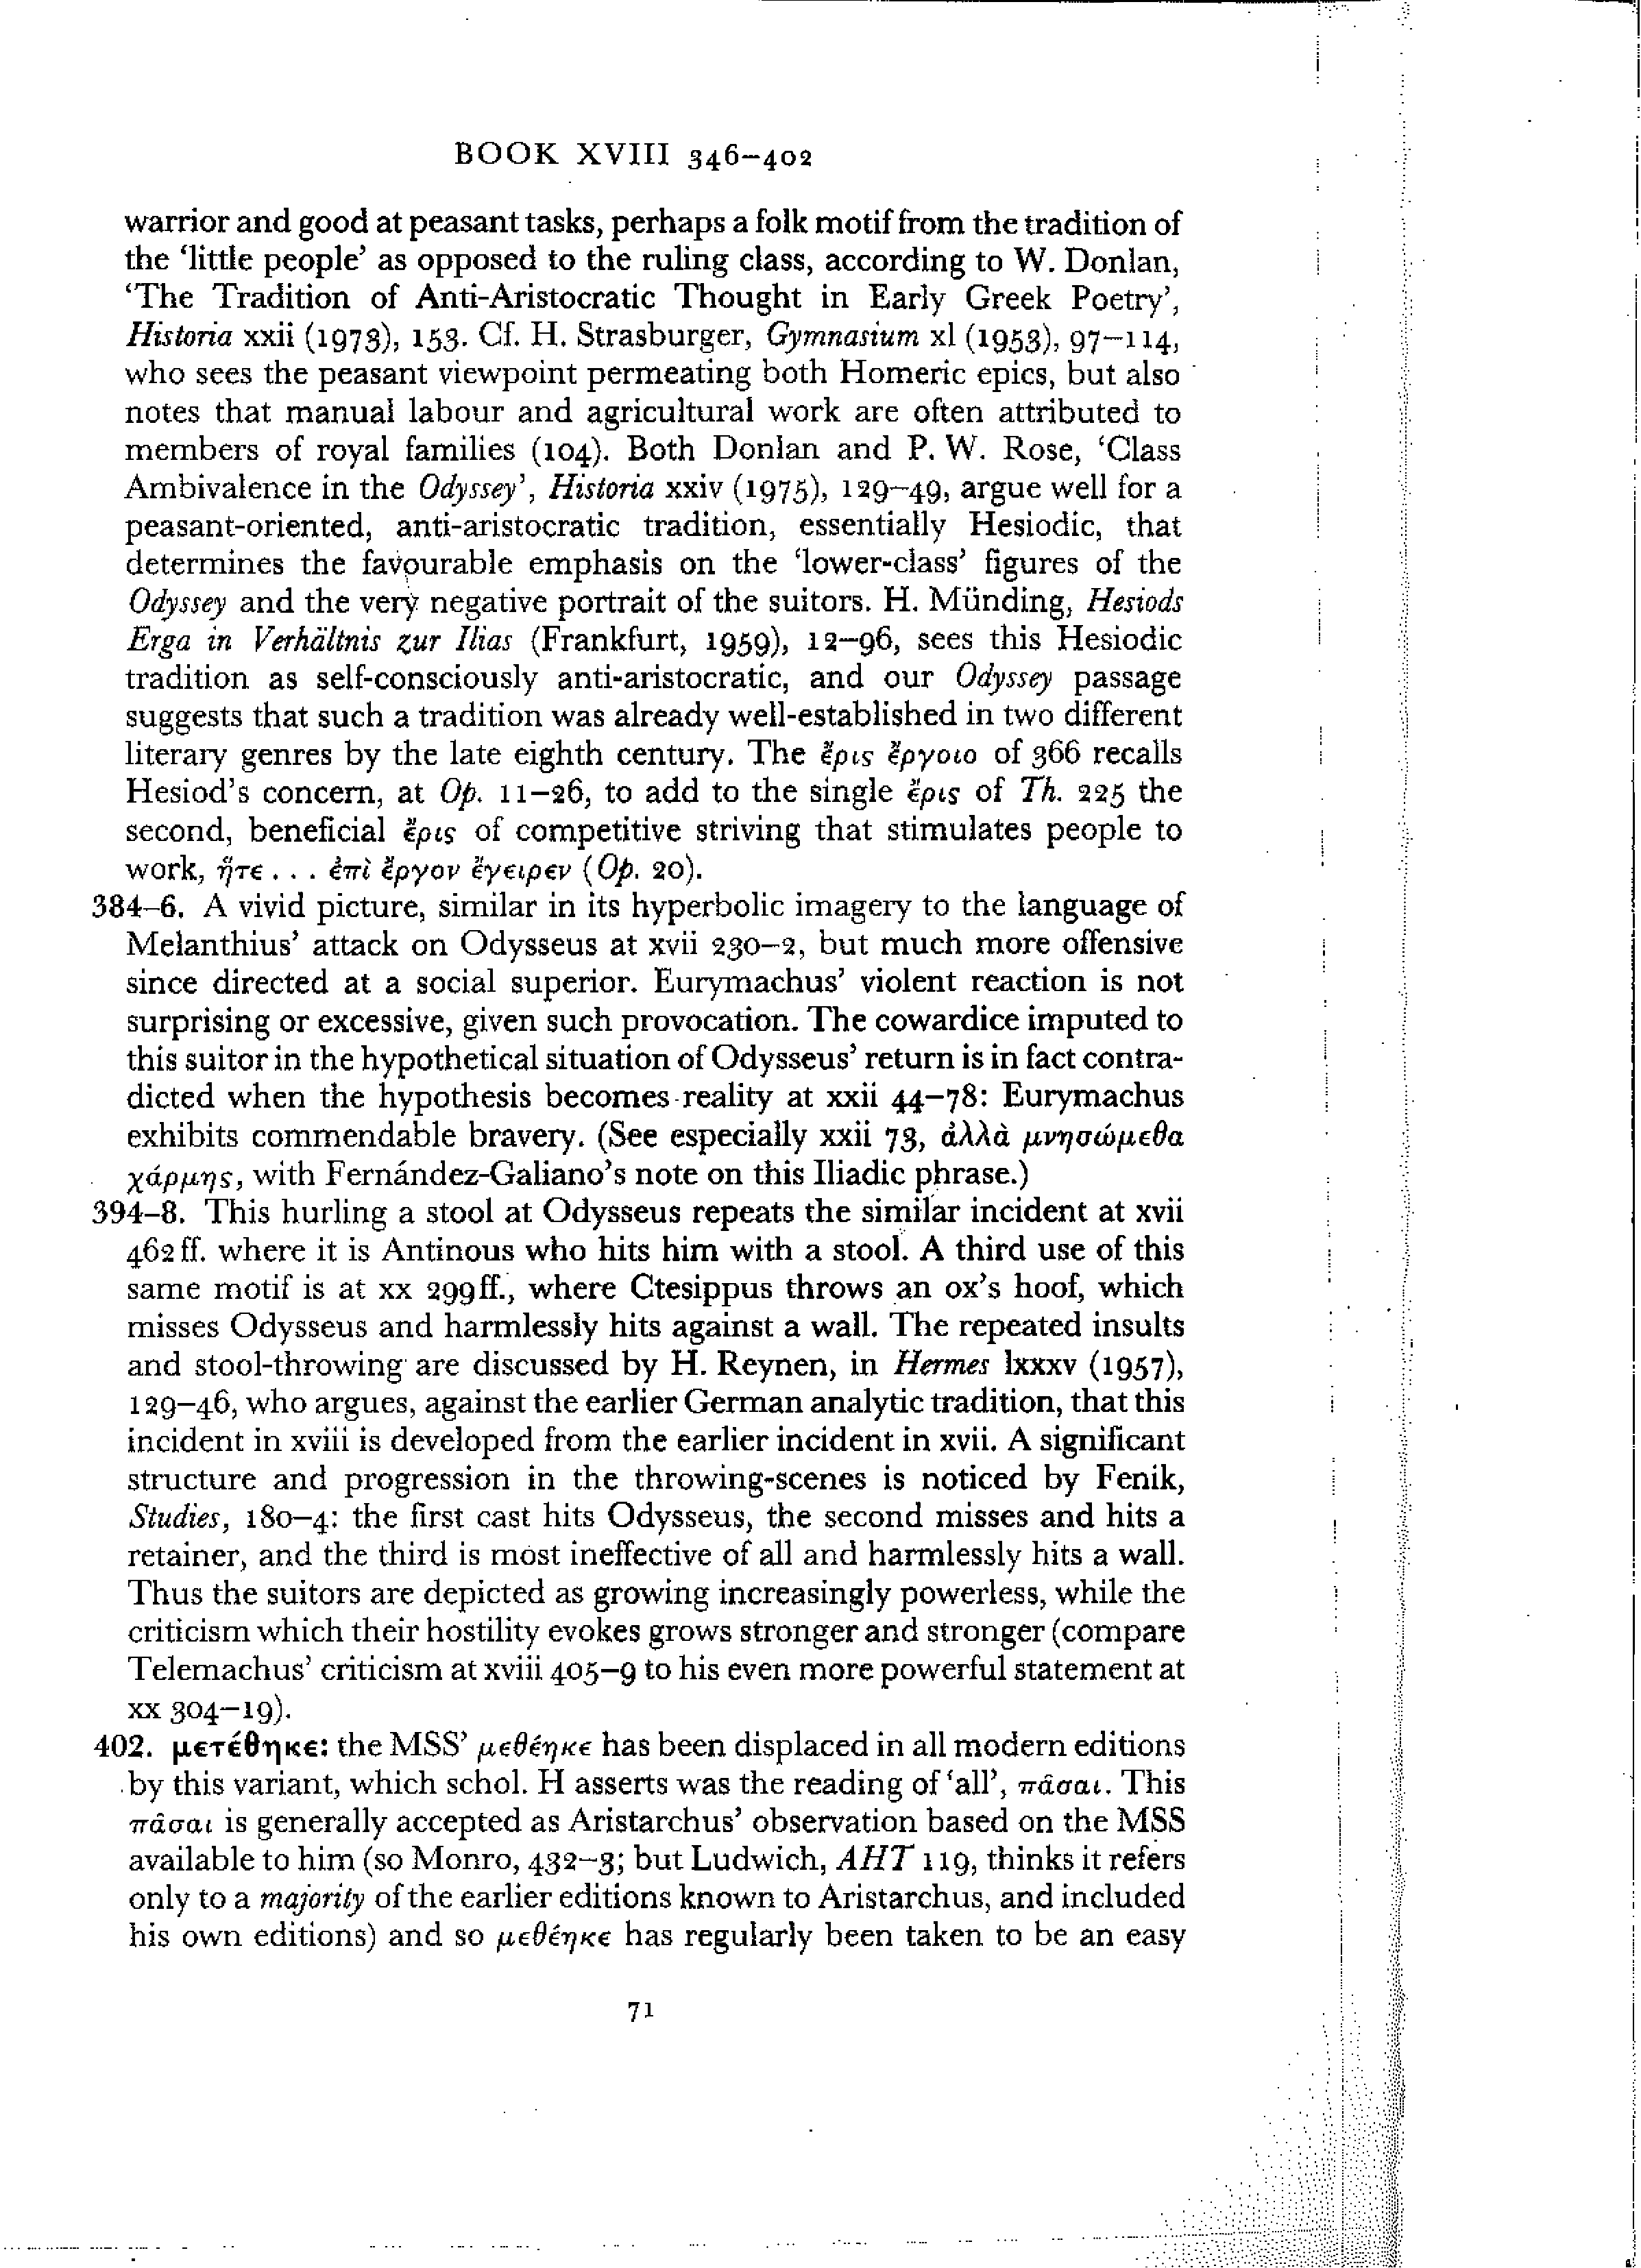 BOOK XVIII 346–402
warrior and good at peasant tasks, perhaps a folk motif from the tradition of
the ‘little people’ as opposed to the ruling class, according to W. Donlan,
‘The Tradition of Anti-Aristocratic Thought in Early Greek Poetry’,
Historia xxii (1973), 153. Cf. H. Strasburger, Gymnasium xl (1953), 97–114,
who sees the peasant viewpoint permeating both Homeric epics, but also
notes that manual labour and agricultural work are often attributed to
members of royal families (104). Both Donlan and P. W. Rose, ‘Class
Ambivalence in the Odyssey’, Historia xxiv (1975), 129–49, argue well for a
peasant-oriented, anti-aristocratic tradition, essentially Hesiodic, that
determines the favourable emphasis on the ‘lower-class’ figures of the
Odyssey and the very negative portrait of the suitors. H. Münding, Hesiods
Erga in Verhältnis zur Ilias (Frankfurt, 1959), 12–96, sees this Hesiodic
tradition as self-consciously anti-aristocratic, and our Odyssey passage
suggests that such a tradition was already well-established in two different
literary genres by the late eighth century. The ἔρις ἔργοιο of 366 recalls
Hesiod’s concern, at Op. 11–26, to add to the single ἔρις of Th. 225 the
second, beneficial ἔρις of competitive striving that stimulates people to
work, ἥτε . . . ἐπὶ ἔργον ἔγειρεν (Op. 20).
384–6. A vivid picture, similar in its hyperbolic imagery to the language of
Melanthius’ attack on Odysseus at xvii 230–2, but much more offensive
since directed at a social superior. Eurymachus’ violent reaction is not
surprising or excessive, given such provocation. The cowardice imputed to
this suitor in the hypothetical situation of Odysseus’ return is in fact contra-
dicted when the hypothesis becomes reality at xxii 44–78: Eurymachus
exhibits commendable bravery. (See especially xxii 73, ἀλλὰ μνησώμεθα
χάρμης, with Fernández-Galiano’s note on this Iliadic phrase.)
394–8. This hurling a stool at Odysseus repeats the similar incident at xvii
462 ff. where it is Antinous who hits him with a stool. A third use of this
same motif is at xx 299 ff., where Ctesippus throws an ox’s hoof, which
misses Odysseus and harmlessly hits against a wall. The repeated insults
and stool-throwing are discussed by H. Reynen, in Hermes lxxxv (1957),
129–46, who argues, against the earlier German analytic tradition, that this
incident in xviii is developed from the earlier incident in xvii. A significant
structure and progression in the throwing-scenes is noticed by Fenik,
Studies, 180–4: the first cast hits Odysseus, the second misses and hits a
retainer, and the third is most ineffective of all and harmlessly hits a wall.
Thus the suitors are depicted as growing increasingly powerless, while the
criticism which their hostility evokes grows stronger and stronger (compare
Telemachus’ criticism at xviii 405–9 to his even more powerful statement at
xx 304–19).
402. μετέθηκε: the MSS’ μεθέηκε has been displaced in all modern editions
by this variant, which schol. H asserts was the reading of ‘all’, πᾶσαι. This
πᾶσαι is generally accepted as Aristarchus’ observation based on the MSS
available to him (so Monro, 432–3; but Ludwich, AHT 119, thinks it refers
only to a majority of the earlier editions known to Aristarchus, and included
his own editions) and so μεθέηκε has regularly been taken to be an easy
71